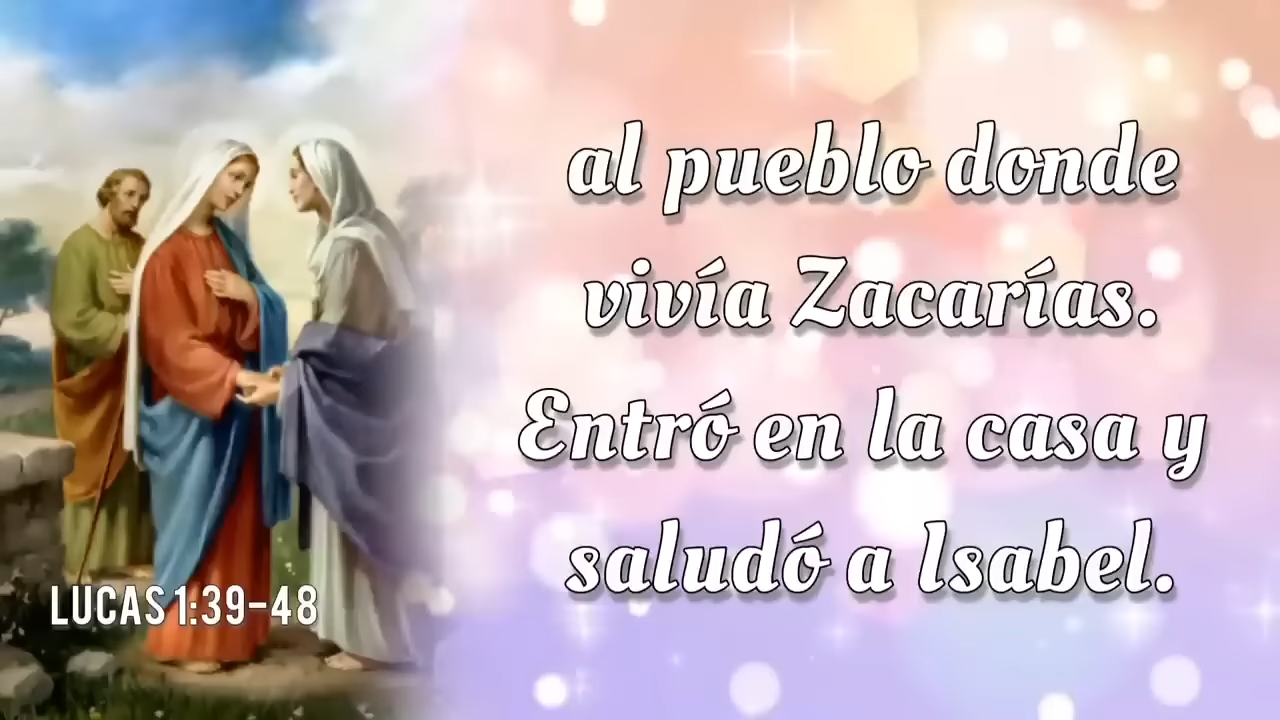 al pueblo donde
vivía Zacarías.
Entró en la casa y
saludó a Isabel.
LUCAS 1:39-48